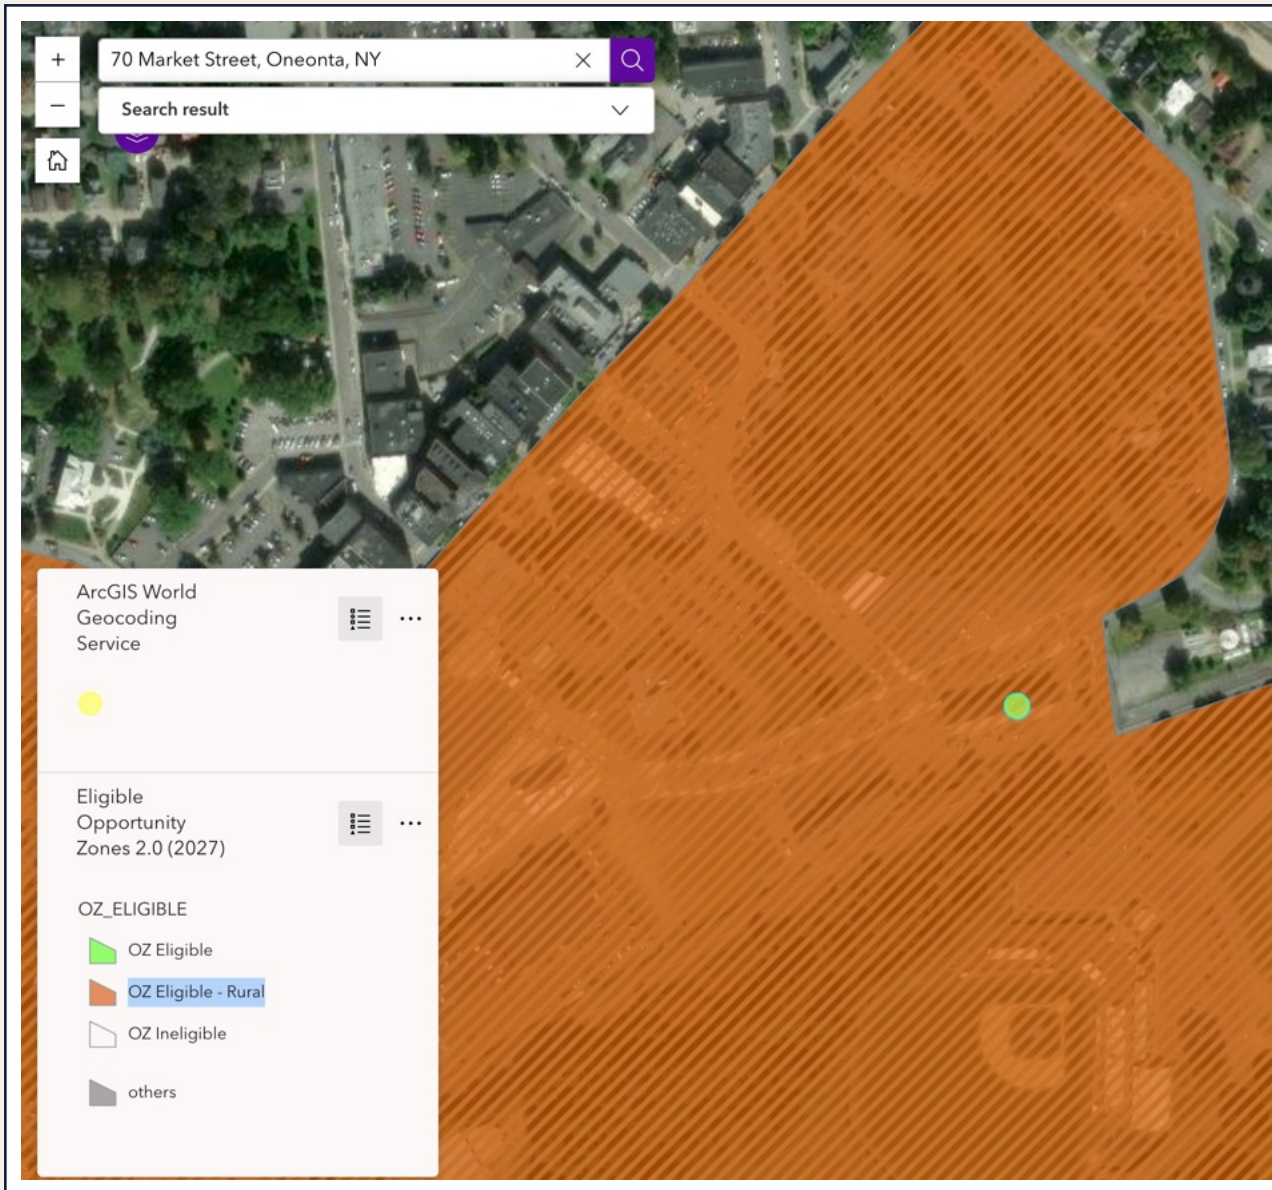 70 Market Street, Oneonta, NY
Search result
ArcGIS World
Geocoding
Service
Eligible
Opportunity
Zones 2.0 (2027)
OZ_ELIGIBLE
OZ Eligible
OZ Eligible - Rural
OZ Ineligible
others